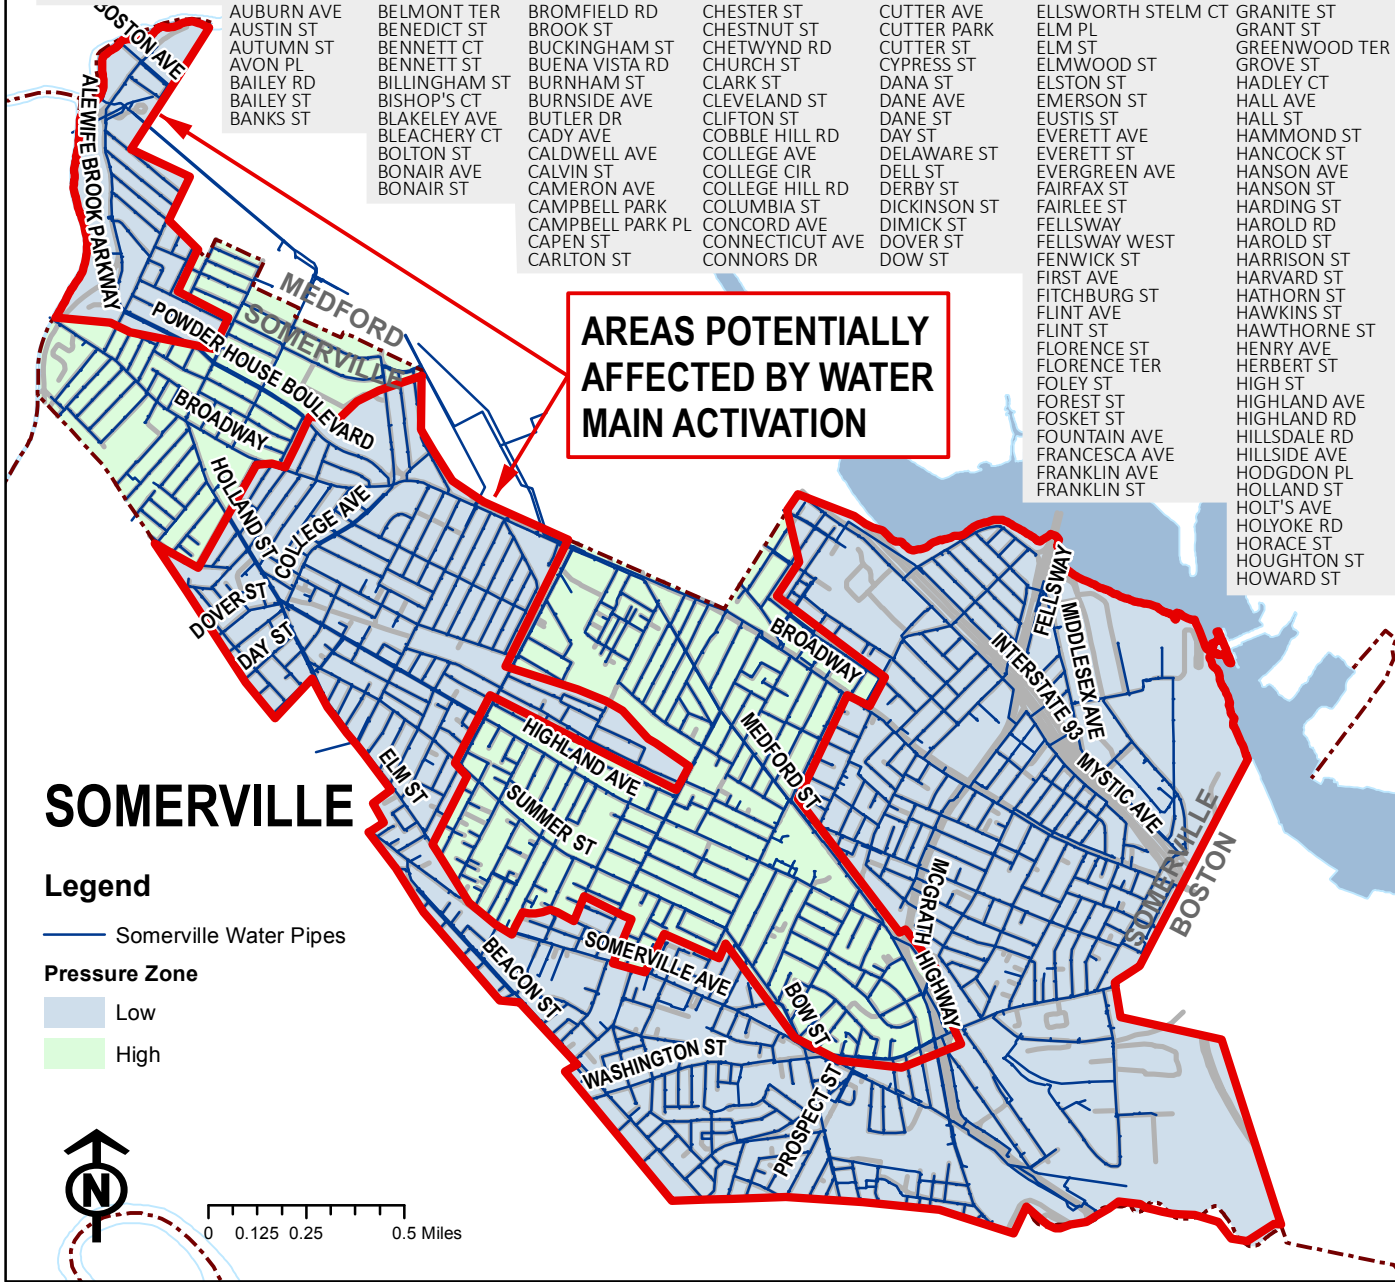 AUBURN AVE
AUSTIN ST
AUTUMN ST
AVON PL
BAILEY RD
BAILEY ST
BANKS ST
BELMONT TER
BENEDICT ST
BENNETT CT
BENNETT ST
BILLINGHAM ST
BISHOP'S CT
BLAKELEY AVE
BLEACHERY CT
BOLTON ST
BONAIR AVE
BONAIR ST
BROMFIELD RD
BROOK ST
BUCKINGHAM ST
BUENA VISTA RD
BURNHAM ST
BURNSIDE AVE
BUTLER DR
CADY AVE
CALDWELL AVE
CALVIN ST
CAMERON AVE
CAMPBELL PARK
CAMPBELL PARK PL
CAPEN ST
CARLTON ST
CHESTER ST
CHESTNUT ST
CHETWYND RD
CHURCH ST
CLARK ST
CLEVELAND ST
CLIFTON ST
COBBLE HILL RD
COLLEGE AVE
COLLEGE CIR
COLLEGE HILL RD
COLUMBIA ST
CONCORD AVE
CONNECTICUT AVE
CONNORS DR
CUTTER AVE
CUTTER PARK
CUTTER ST
CYPRESS ST
DANA ST
DANE AVE
DANE ST
DAY ST
DELAWARE ST
DELL ST
DERBY ST
DICKINSON ST
DIMICK ST
DOVER ST
DOW ST
ELLSWORTH STELM CT
ELM PL
ELM ST
ELMWOOD ST
ELSTON ST
EMERSON ST
EUSTIS ST
EVERETT AVE
EVERETT ST
EVERGREEN AVE
FAIRFAX ST
FAIRLEE ST
FELLSWAY
FELLSWAY WEST
FENWICK ST
FIRST AVE
FITCHBURG ST
FLINT AVE
FLINT ST
FLORENCE ST
FLORENCE TER
FOLEY ST
FOREST ST
FOSKET ST
FOUNTAIN AVE
FRANCESCA AVE
FRANKLIN AVE
FRANKLIN ST
GRANITE ST
GRANT ST
GREENWOOD TER
GROVE ST
HADLEY CT
HALL AVE
HALL ST
HAMMOND ST
HANCOCK ST
HANSON AVE
HANSON ST
HARDING ST
HAROLD RD
HAROLD ST
HARRISON ST
HARVARD ST
HATHORN ST
HAWKINS ST
HAWTHORNE ST
HENRY AVE
HERBERT ST
HIGH ST
HIGHLAND AVE
HIGHLAND RD
HILLSDALE RD
HILLSIDE AVE
HODGDON PL
HOLLAND ST
HOLT'S AVE
HOLYOKE RD
HORACE ST
HOUGHTON ST
HOWARD ST
BOSTON AVE
ALEWIFE BROOK PARKWAY
MEDFORD
SOMERVILLE
POWDER HOUSE BOULEVARD
BROADWAY
HOLLAND ST
COLLEGE AVE
DOVER ST
DAY ST
AREAS POTENTIALLY
AFFECTED BY WATER
MAIN ACTIVATION
FELLSWAY
MIDDLESEX AVE
INTERSTATE 93
MYSTIC AVE
BROADWAY
MEDFORD ST
HIGHLAND AVE
SUMMER ST
ELM ST
SOMERVILLE
BOSTON
MCGRATH HIGHWAY
SOMERVILLE AVE
BEACON ST
BOW ST
WASHINGTON ST
PROSPECT ST
SOMERVILLE
Legend
Somerville Water Pipes
Pressure Zone
Low
High
N
0 0.125 0.25 0.5 Miles